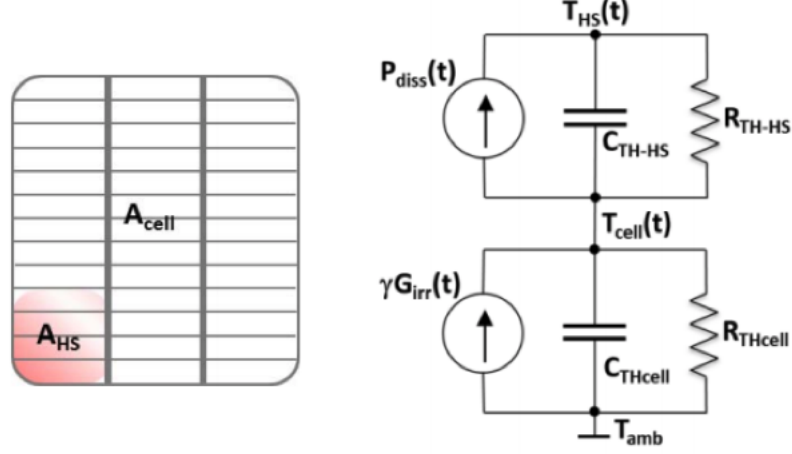 A_cell
A_HS
T_HS(t)
P_diss(t)
C_TH-HS
R_TH-HS
T_cell(t)
γG_irr(t)
C_THcell
R_THcell
T_amb